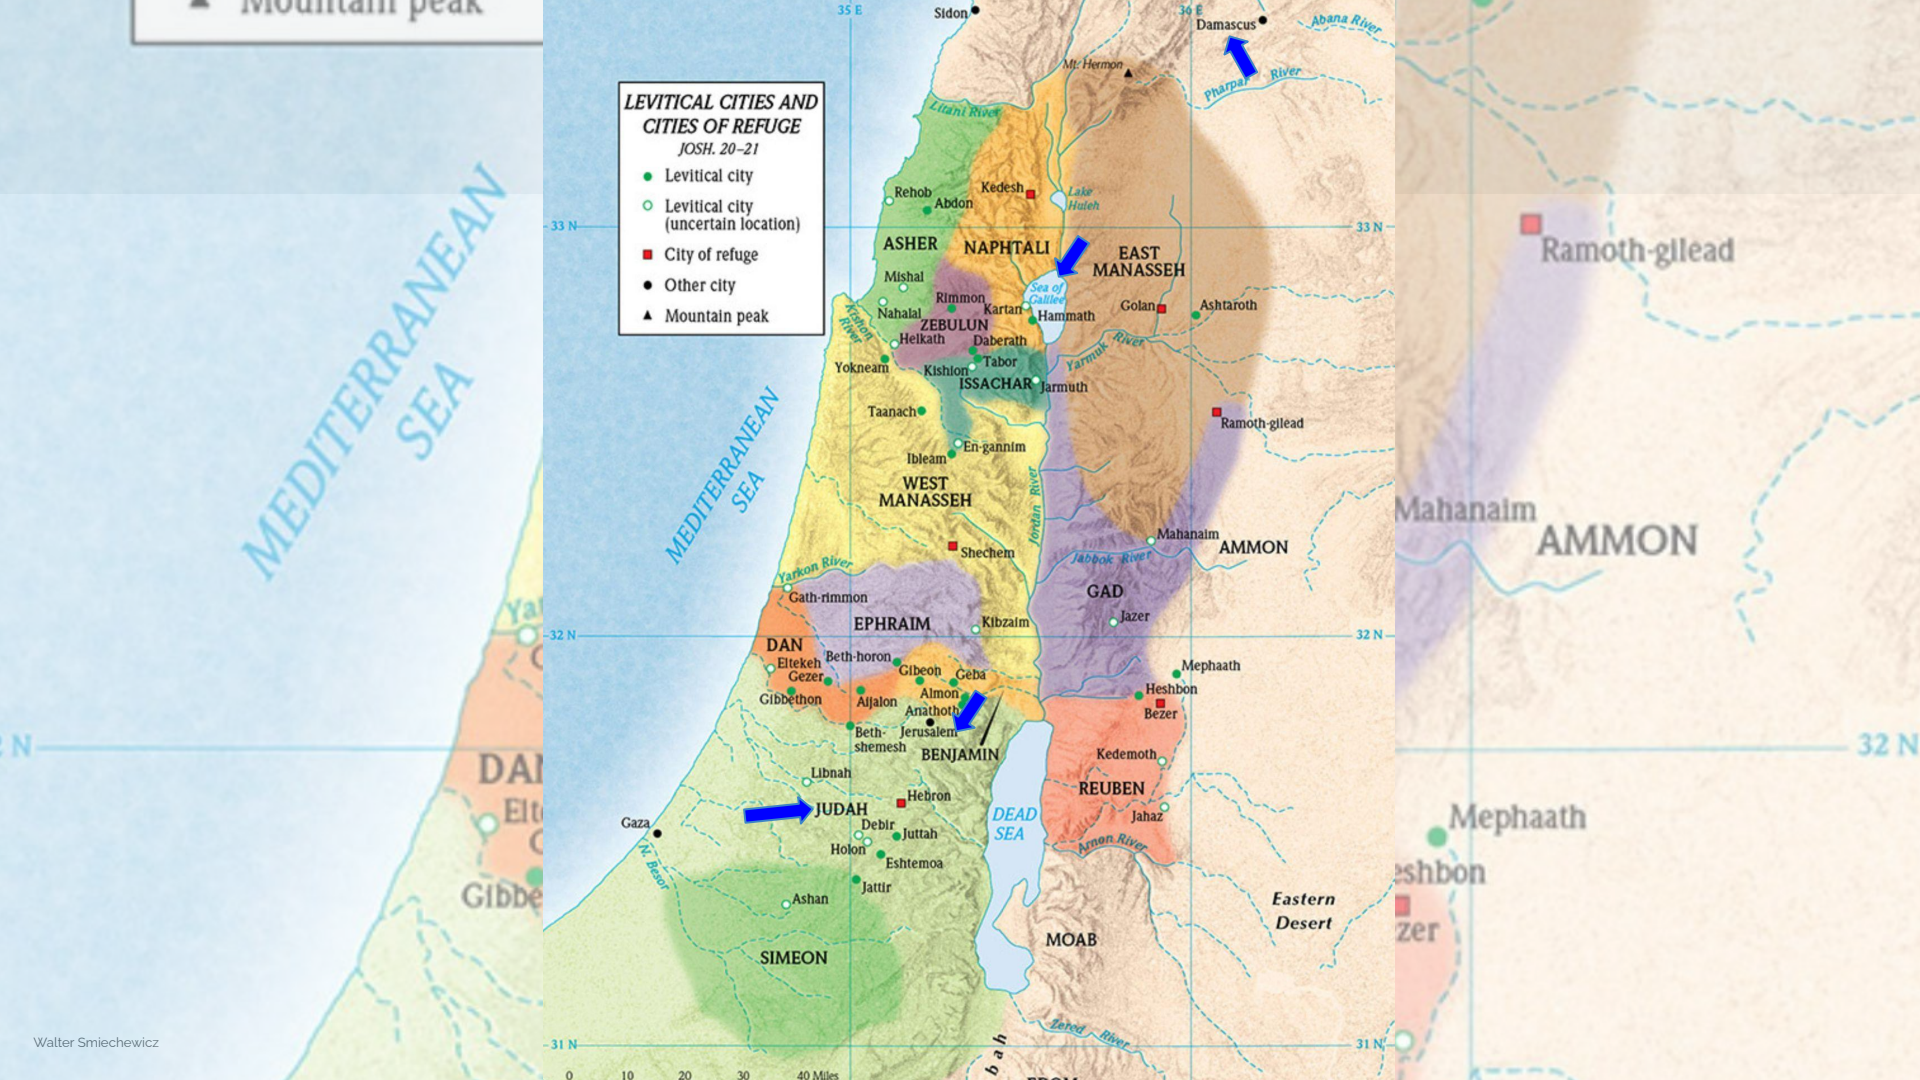 Mountain peak
MEDITERRANEAN
SEA
DAN
Walter Smiechewicz
35 E
36 E
Sidon
Damascus
Abana River
Mt. Hermon
Pharpar River
LEVITICAL CITIES AND
CITIES OF REFUGE
JOSH. 20–21
Levitical city
Levitical city
(uncertain location)
City of refuge
Other city
Mountain peak
Litani River
Rehob
Abdon
Kedesh
Lake
Huleh
33 N
33 N
ASHER
NAPHTALI
EAST
MANASSEH
Mishal
Sea of
Galilee
Rimmon
Kartan
Golan
Ashtaroth
Nahalal
Hammath
ZEBULUN
Kishon
River
Helkath
Daberath
Yarmuk River
Yokneam
Kishion
Tabor
ISSACHAR
Jarmuth
Taanach
Ramoth-gilead
En-gannim
Ibleam
WEST
MANASSEH
MEDITERRANEAN
SEA
Jordan River
Shechem
Mahanaim
AMMON
Jabbok River
Yarkon River
Gath-rimmon
GAD
EPHRAIM
Kibzaim
Jazer
32 N
32 N
DAN
Beth-horon
Eltekeh
Gezer
Gibeon
Geba
Mephaath
Gibbethon
Aijalon
Almon
Heshbon
Anathoth
Bezer
Beth-
shemesh
Jerusalem
BENJAMIN
Kedemoth
Libnah
JUDAH
Hebron
REUBEN
DEAD
SEA
Jahaz
Gaza
Debir
Juttah
Holon
Arnon River
Eshtemoa
N. Besor
Jattir
Ashan
Eastern
Desert
MOAB
SIMEON
Zered River
31 N
31 N
0 10 20 30 40 Miles
Ramoth-gilead
Mahanaim
AMMON
32 N
Mephaath